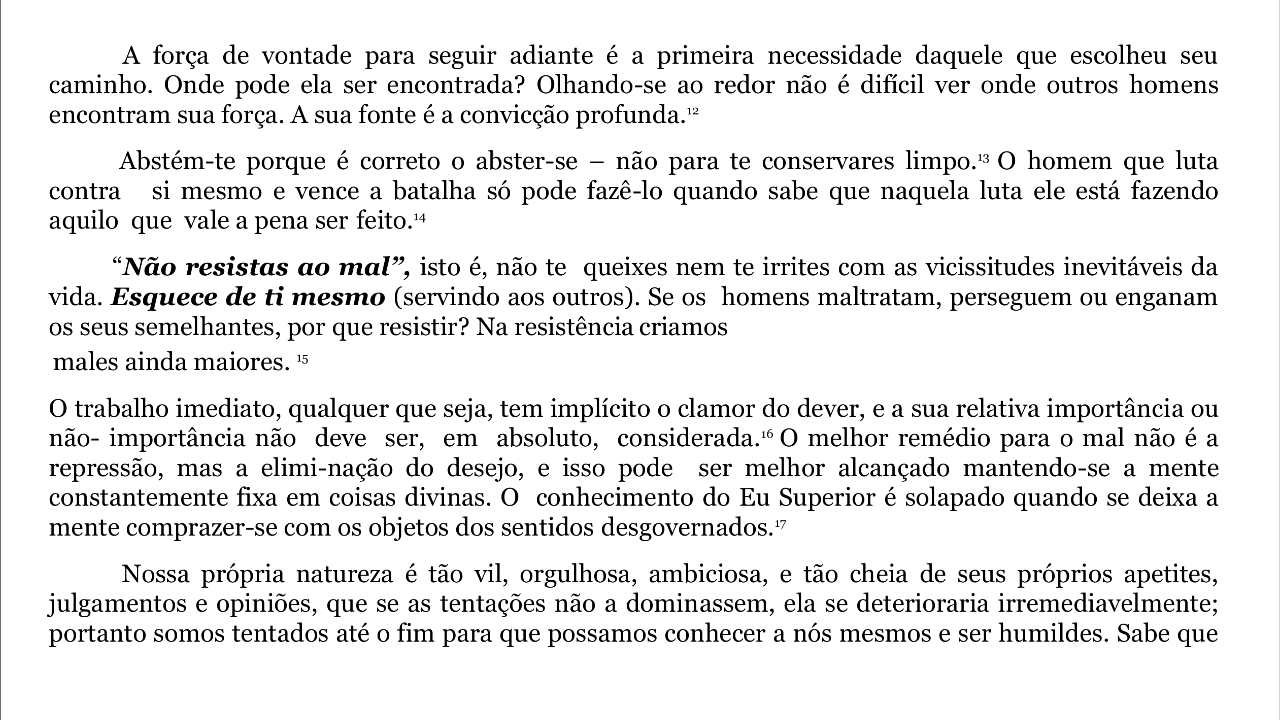 A força de vontade para seguir adiante é a primeira necessidade daquele que escolheu seu
caminho. Onde pode ela ser encontrada? Olhando-se ao redor não é difícil ver onde outros homens
encontram sua força. A sua fonte é a convicção profunda.¹²
Abstém-te porque é correto o abster-se – não para te conservares limpo.¹³ O homem que luta
contra si mesmo e vence a batalha só pode fazê-lo quando sabe que naquela luta ele está fazendo
aquilo que vale a pena ser feito.¹⁴
“Não resistas ao mal”, isto é, não te queixes nem te irrites com as vicissitudes inevitáveis da
vida. Esquece de ti mesmo (servindo aos outros). Se os homens maltratam, perseguem ou enganam
os seus semelhantes, por que resistir? Na resistência criamos
males ainda maiores. ¹⁵
O trabalho imediato, qualquer que seja, tem implícito o clamor do dever, e a sua relativa importância ou
não- importância não deve ser, em absoluto, considerada.¹⁶ O melhor remédio para o mal não é a
repressão, mas a elimi-nação do desejo, e isso pode ser melhor alcançado mantendo-se a mente
constantemente fixa em coisas divinas. O conhecimento do Eu Superior é solapado quando se deixa a
mente comprazer-se com os objetos dos sentidos desgovernados.¹⁷
Nossa própria natureza é tão vil, orgulhosa, ambiciosa, e tão cheia de seus próprios apetites,
julgamentos e opiniões, que se as tentações não a dominassem, ela se deterioraria irremediavelmente;
portanto somos tentados até o fim para que possamos conhecer a nós mesmos e ser humildes. Sabe que